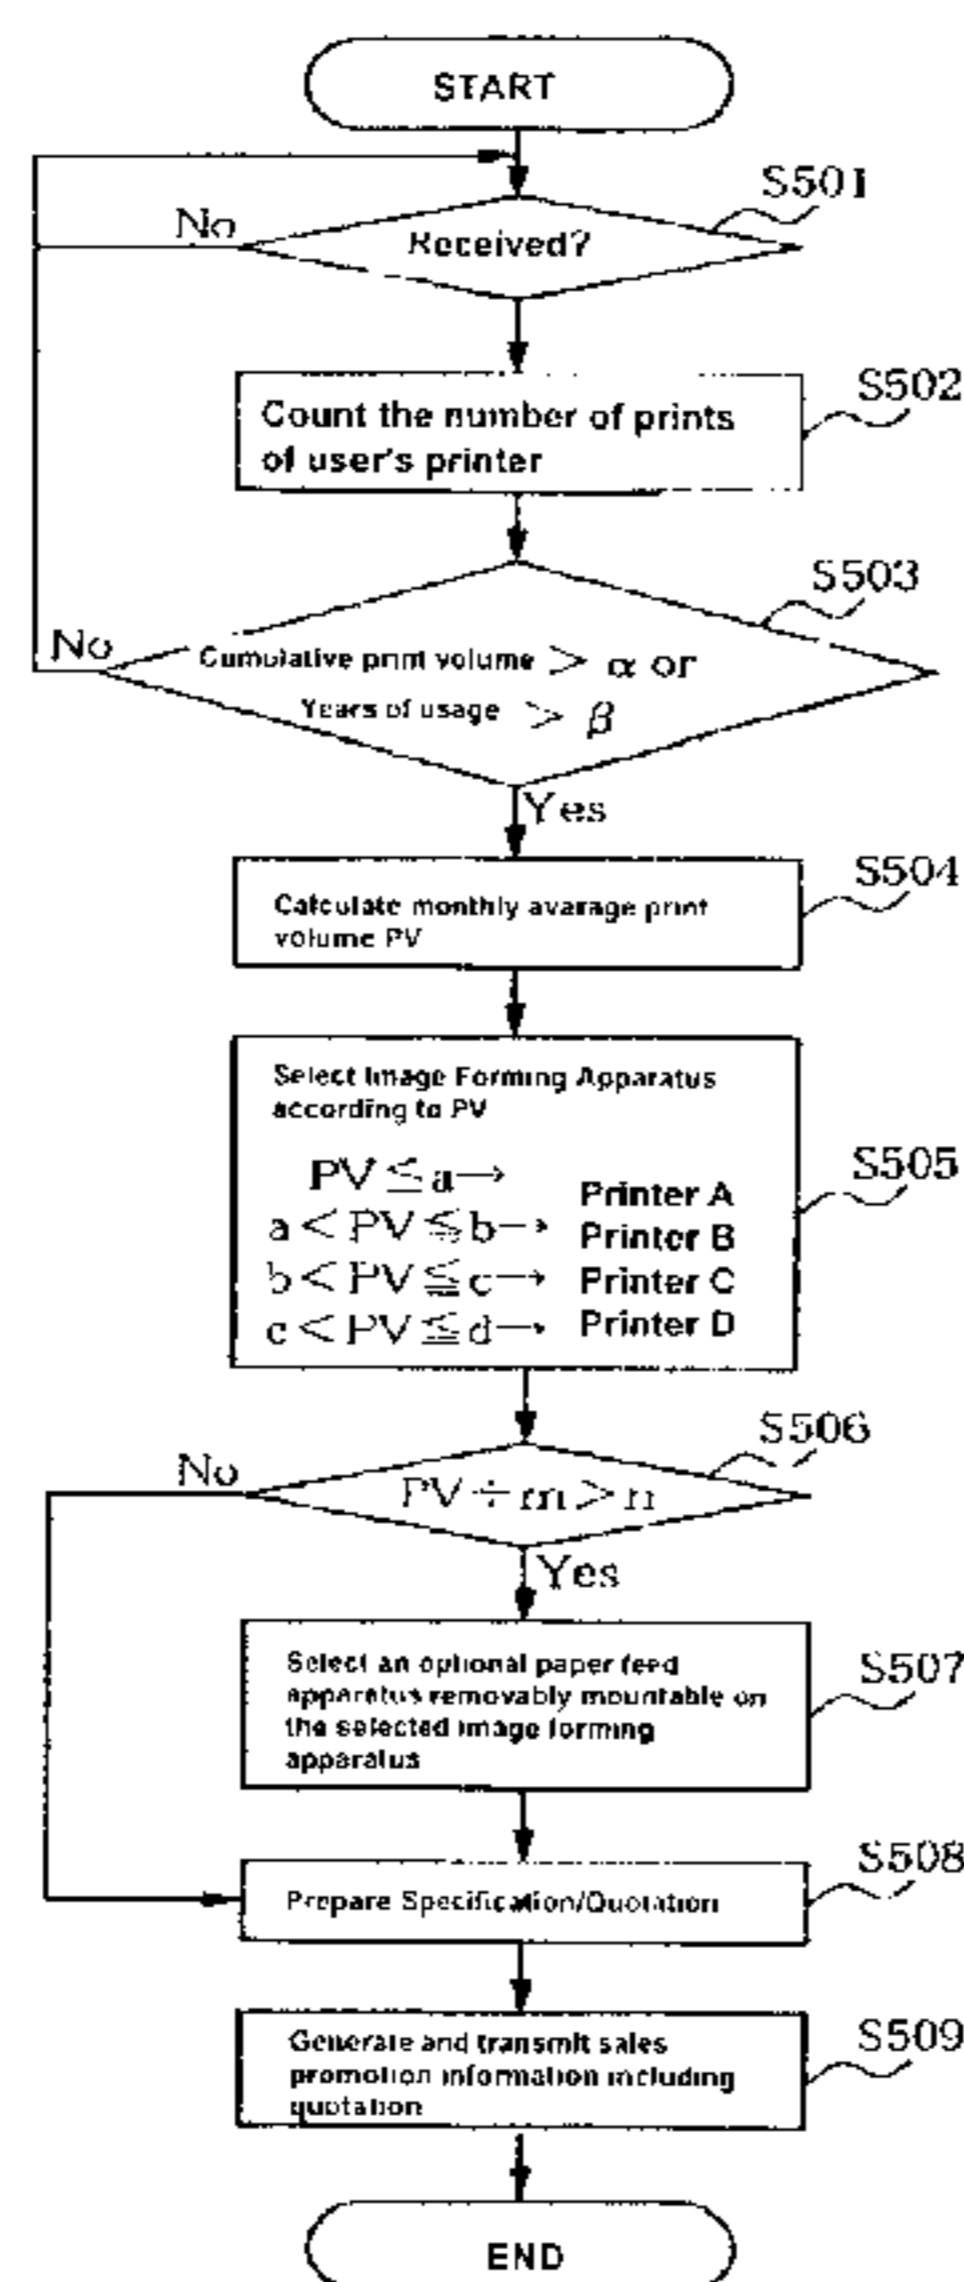 START
S501
No
Received?
S502
Count the number of prints
of user's printer
S503
No
Cumulative print volume > α or
Years of usage > β
Yes
S504
Calculate monthly avarage print
volume PV
Select Image Forming Apparatus
according to PV
S505
PV ≦ a→ Printer A
a < PV ≦ b→ Printer B
b < PV ≦ c→ Printer C
c < PV ≦ d→ Printer D
S506
No
PV ÷ m > n
Yes
S507
Select an optional paper feed
apparatus removably mountable on
the selected image forming
apparatus
S508
Prepare Specification/Quotation
S509
Generate and transmit sales
promotion information including
quotation
END